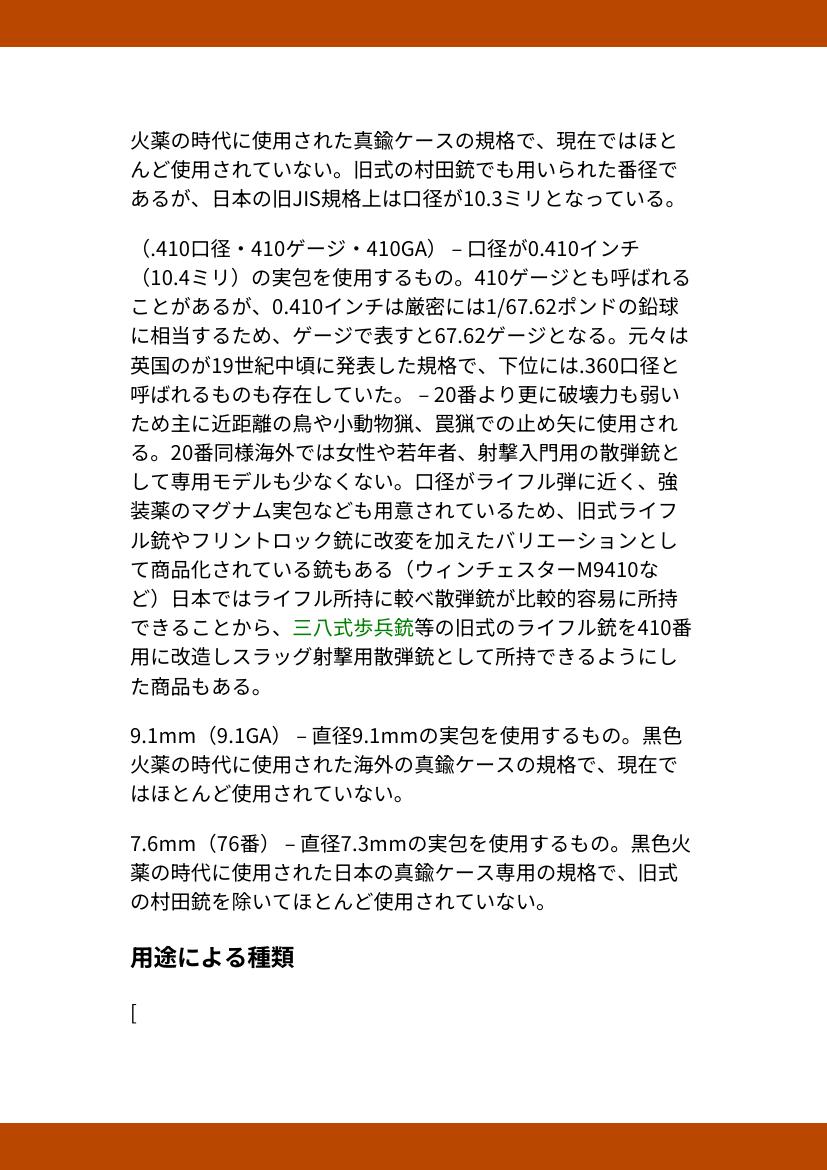 火薬の時代に使用された真鍮ケースの規格で、現在ではほと
んど使用されていない。旧式の村田銃でも用いられた番径で
あるが、日本の旧JIS規格上は口径が10.3ミリとなっている。
（.410口径・410ゲージ・410GA） – 口径が0.410インチ
（10.4ミリ）の実包を使用するもの。410ゲージとも呼ばれる
ことがあるが、0.410インチは厳密には1/67.62ポンドの鉛球
に相当するため、ゲージで表すと67.62ゲージとなる。元々は
英国のが19世紀中頃に発表した規格で、下位には.360口径と
呼ばれるものも存在していた。 – 20番より更に破壊力も弱い
ため主に近距離の鳥や小動物猟、罠猟での止め矢に使用され
る。20番同様海外では女性や若年者、射撃入門用の散弾銃と
して専用モデルも少なくない。口径がライフル弾に近く、強
装薬のマグナム実包なども用意されているため、旧式ライフ
ル銃やフリントロック銃に改変を加えたバリエーションとし
て商品化されている銃もある（ウィンチェスターM9410な
ど）日本ではライフル所持に較べ散弾銃が比較的容易に所持
できることから、三八式歩兵銃等の旧式のライフル銃を410番
用に改造しスラッグ射撃用散弾銃として所持できるようにし
た商品もある。
9.1mm（9.1GA） – 直径9.1mmの実包を使用するもの。黒色
火薬の時代に使用された海外の真鍮ケースの規格で、現在で
はほとんど使用されていない。
7.6mm（76番） – 直径7.3mmの実包を使用するもの。黒色火
薬の時代に使用された日本の真鍮ケース専用の規格で、旧式
の村田銃を除いてほとんど使用されていない。
用途による種類
[